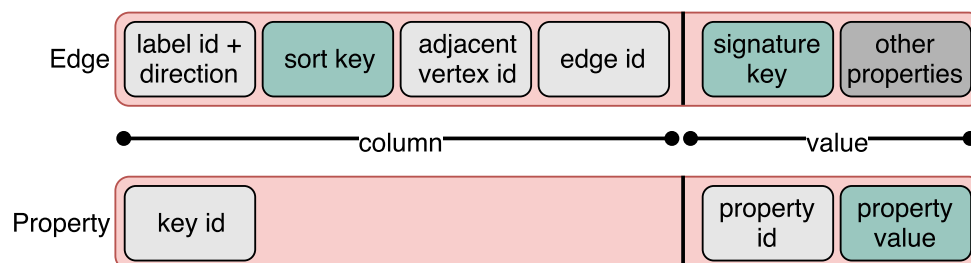 Edge
label id +
direction
sort key
adjacent
vertex id
edge id
signature
key
other
properties
column
value
Property
key id
property
id
property
value